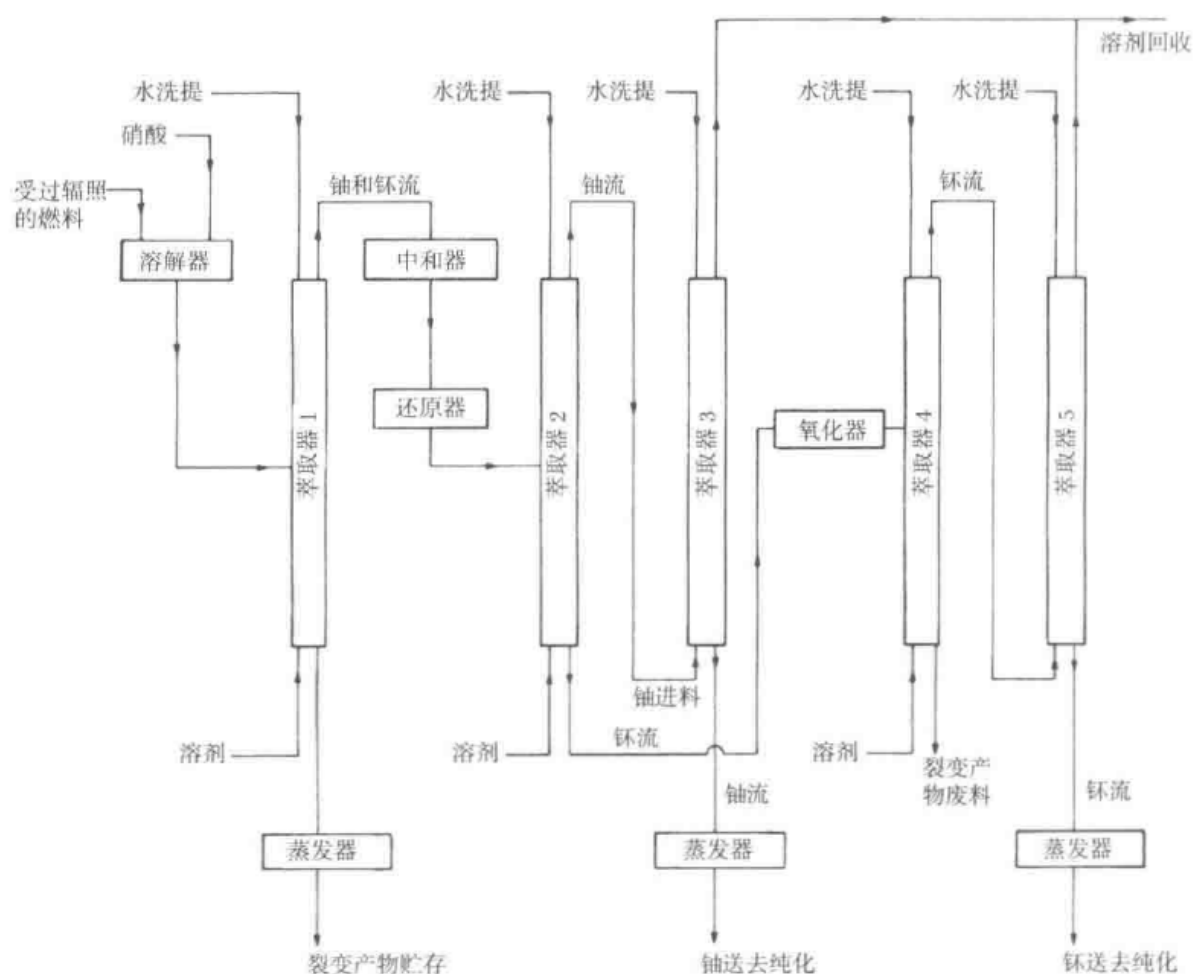 溶剂回收
水洗提
水洗提
水洗提
水洗提
水洗提
硝酸
受过辐照
的燃料
铀和钚流
铀流
钚流
溶解器
中和器
还原器
氧化器
萃取器 1
萃取器 2
萃取器 3
萃取器 4
萃取器 5
铀进料
溶剂
溶剂
钚流
溶剂
裂变产
物废料
铀流
钚流
蒸发器
蒸发器
蒸发器
裂变产物贮存
铀送去纯化
钚送去纯化